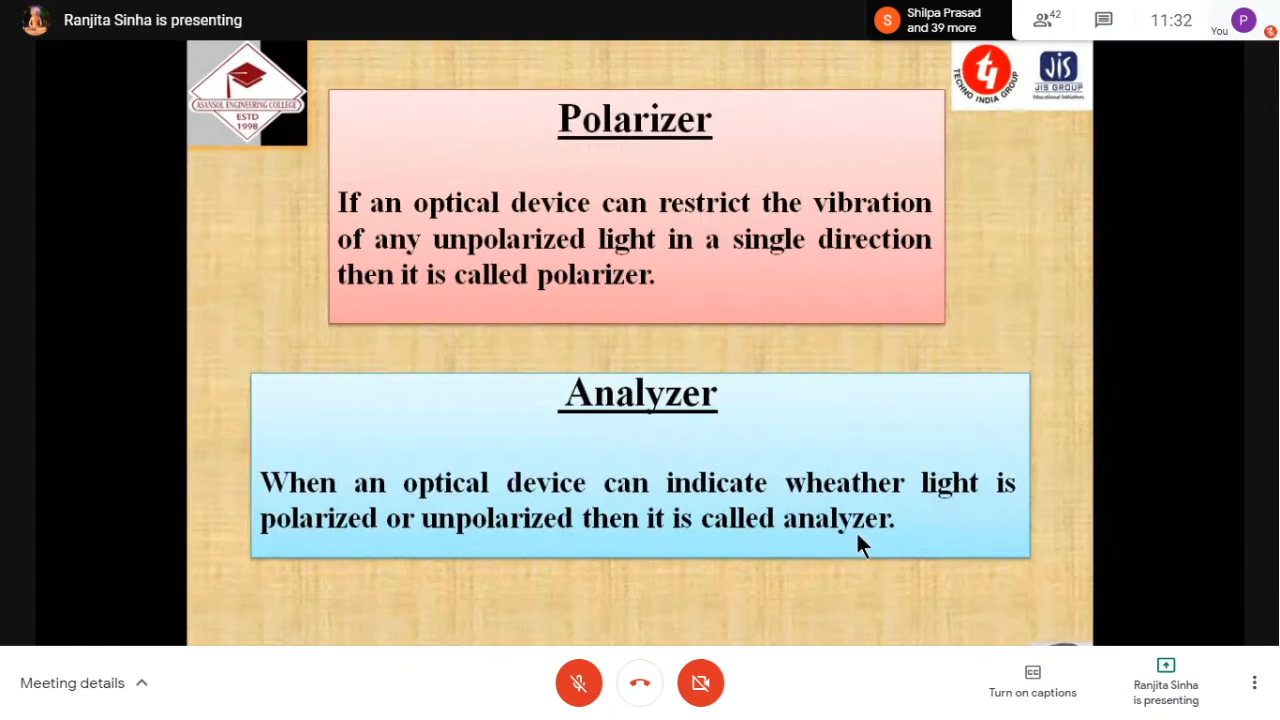 Ranjita Sinha is presenting
S
Shilpa Prasad
and 39 more
42
11:32
You
P
ASANSOL ENGINEERING COLLEGE
ESTD
1998
TECHNO INDIA GROUP
JIS
JIS GROUP
Educational Initiatives
Polarizer
If an optical device can restrict the vibration
of any unpolarized light in a single direction
then it is called polarizer.
Analyzer
When an optical device can indicate wheather light is
polarized or unpolarized then it is called analyzer.
Meeting details
CC
Turn on captions
Ranjita Sinha
is presenting